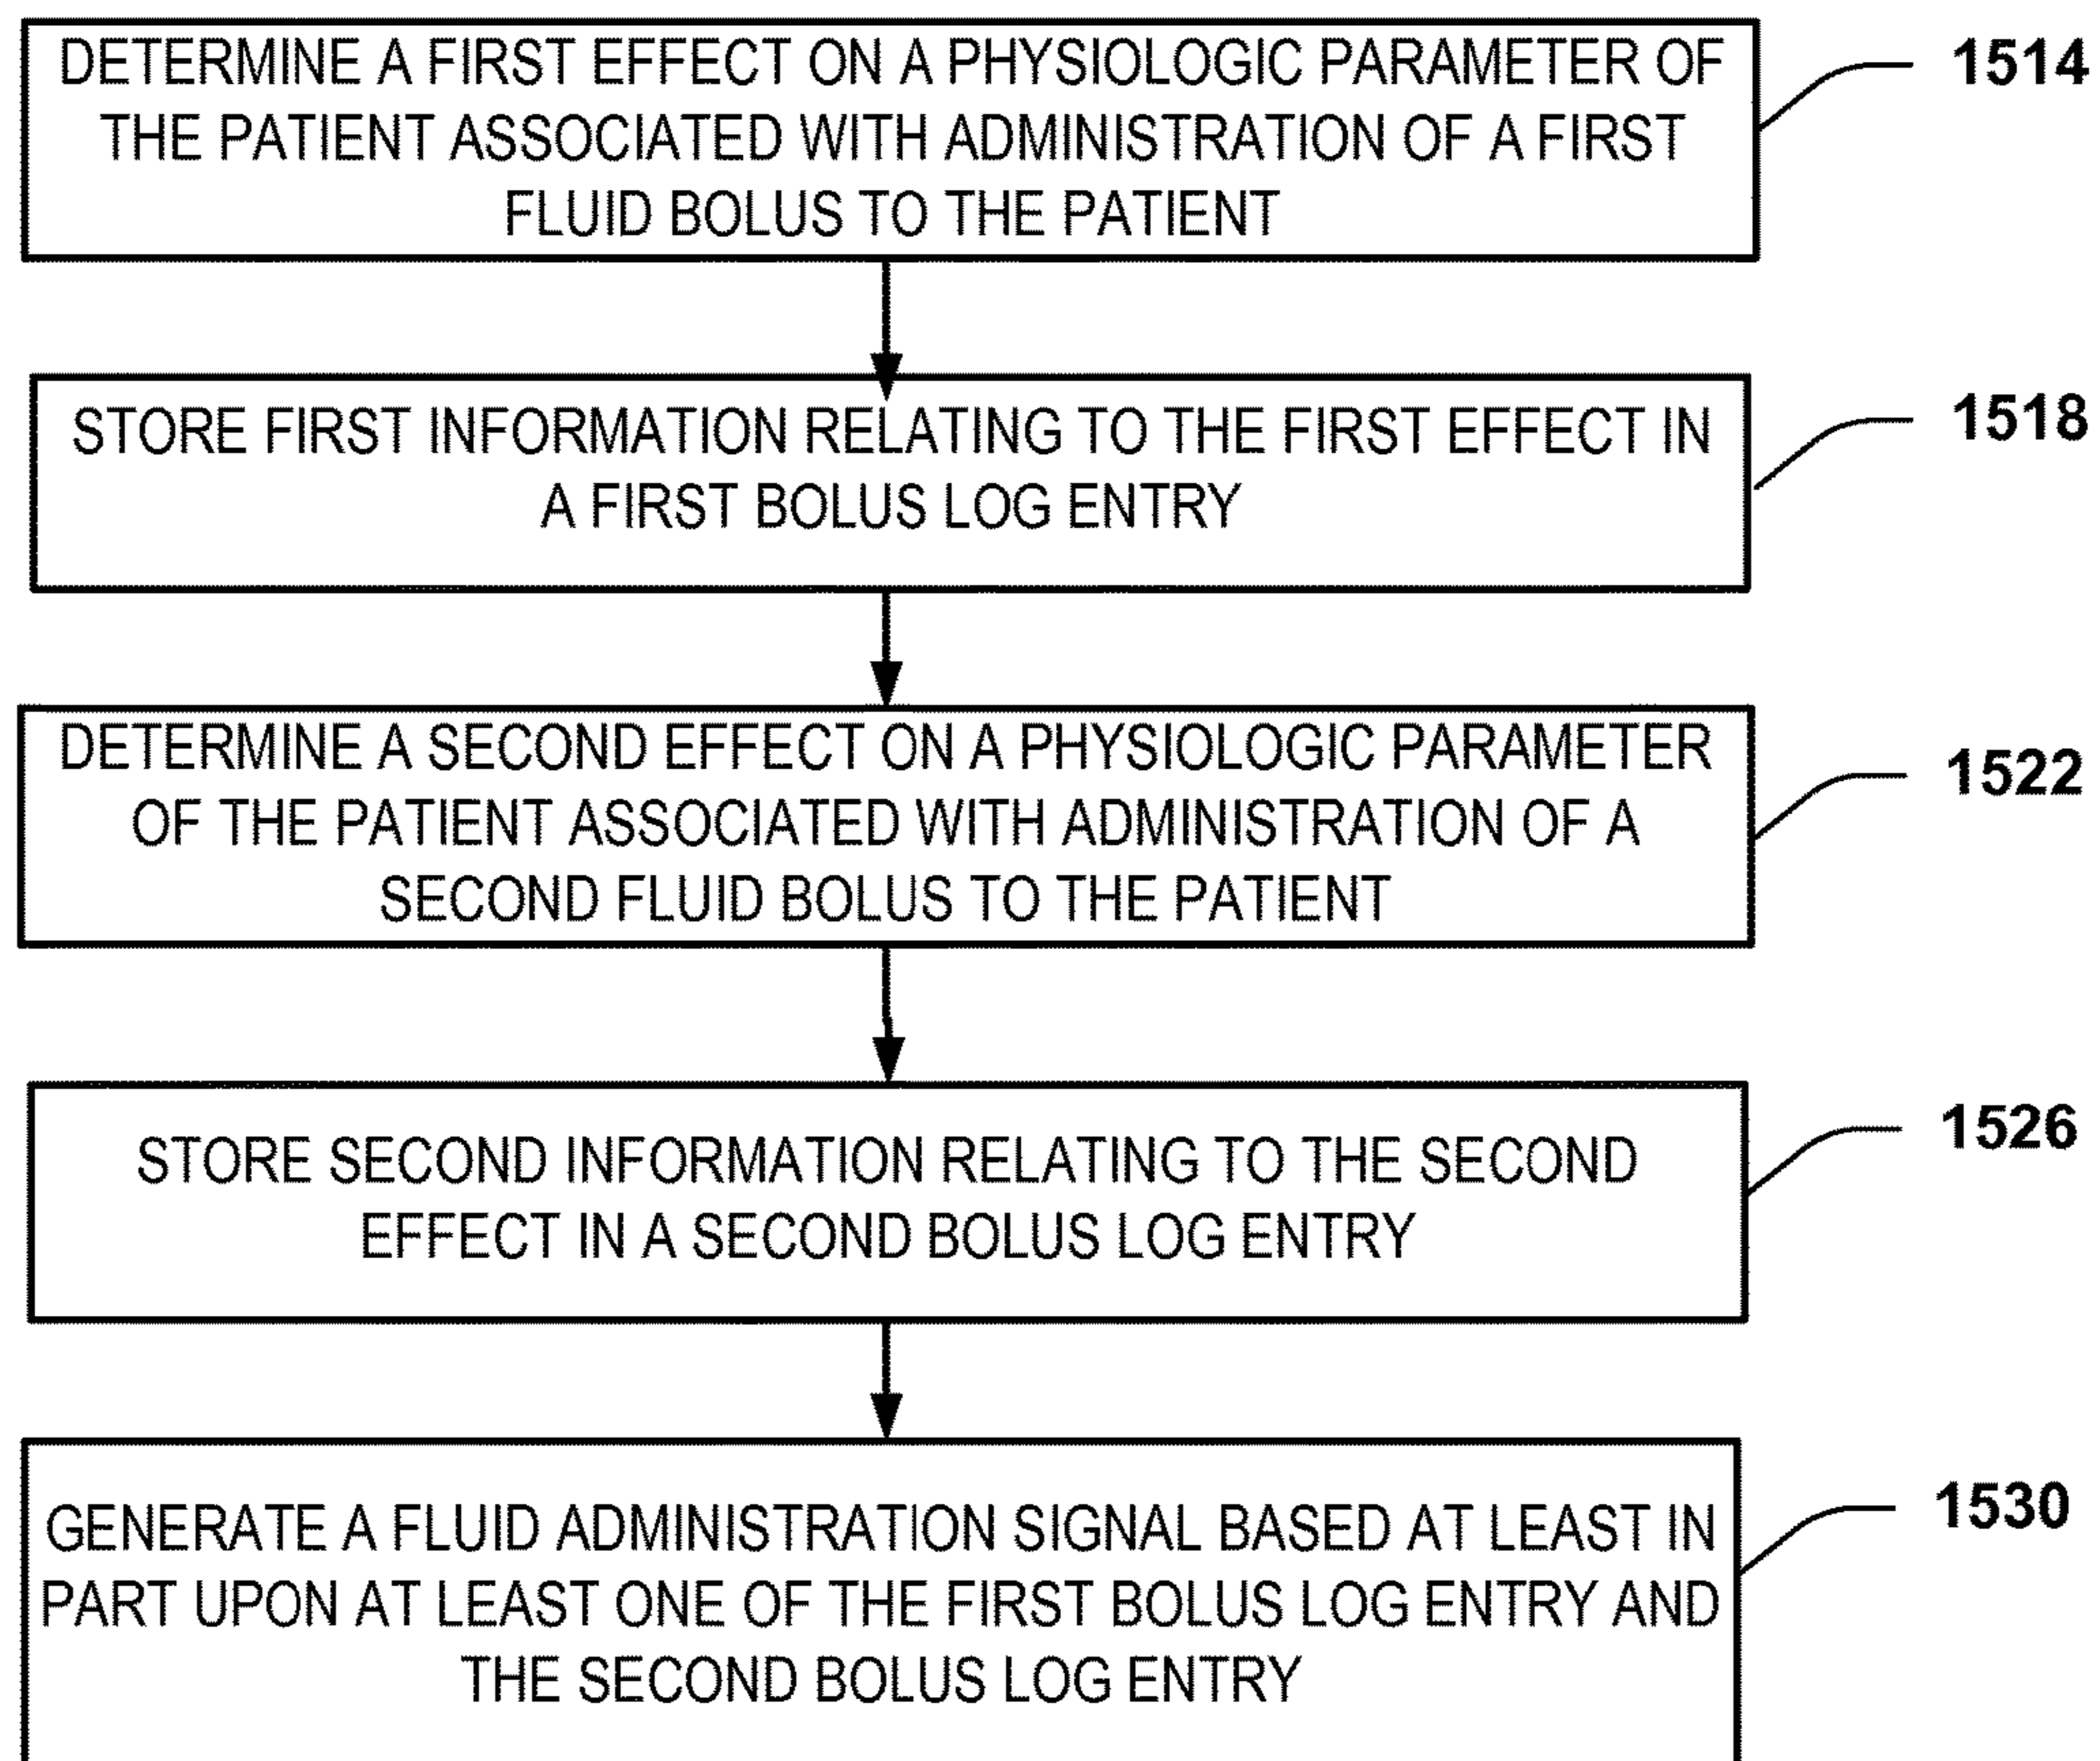 DETERMINE A FIRST EFFECT ON A PHYSIOLOGIC PARAMETER OF
THE PATIENT ASSOCIATED WITH ADMINISTRATION OF A FIRST
FLUID BOLUS TO THE PATIENT
1514
STORE FIRST INFORMATION RELATING TO THE FIRST EFFECT IN
A FIRST BOLUS LOG ENTRY
1518
DETERMINE A SECOND EFFECT ON A PHYSIOLOGIC PARAMETER
OF THE PATIENT ASSOCIATED WITH ADMINISTRATION OF A
SECOND FLUID BOLUS TO THE PATIENT
1522
STORE SECOND INFORMATION RELATING TO THE SECOND
EFFECT IN A SECOND BOLUS LOG ENTRY
1526
GENERATE A FLUID ADMINISTRATION SIGNAL BASED AT LEAST IN
PART UPON AT LEAST ONE OF THE FIRST BOLUS LOG ENTRY AND
THE SECOND BOLUS LOG ENTRY
1530